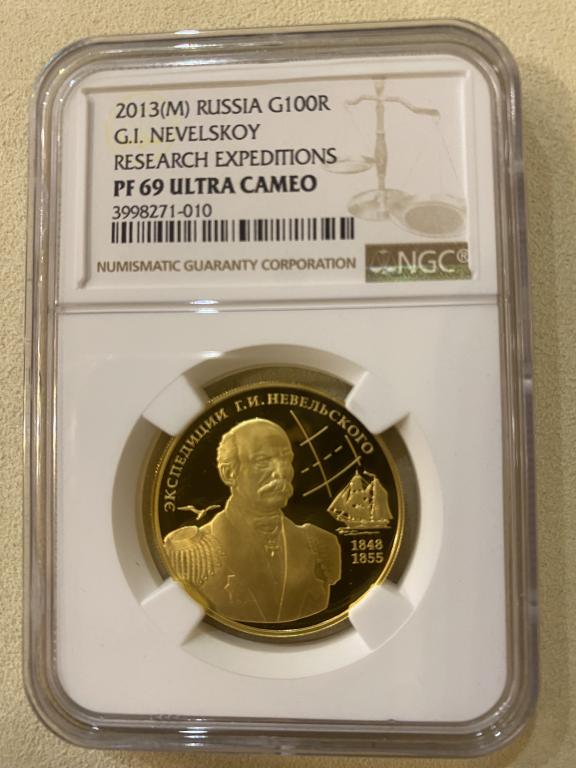 2013(M) RUSSIA G100R
G.I. NEVELSKOY
RESEARCH EXPEDITIONS
PF 69 ULTRA CAMEO
3998271-010
NUMISMATIC GUARANTY CORPORATION
NGC®
ЭКСПЕДИЦИИ Г.И.НЕВЕЛЬСКОГО
1848
1855